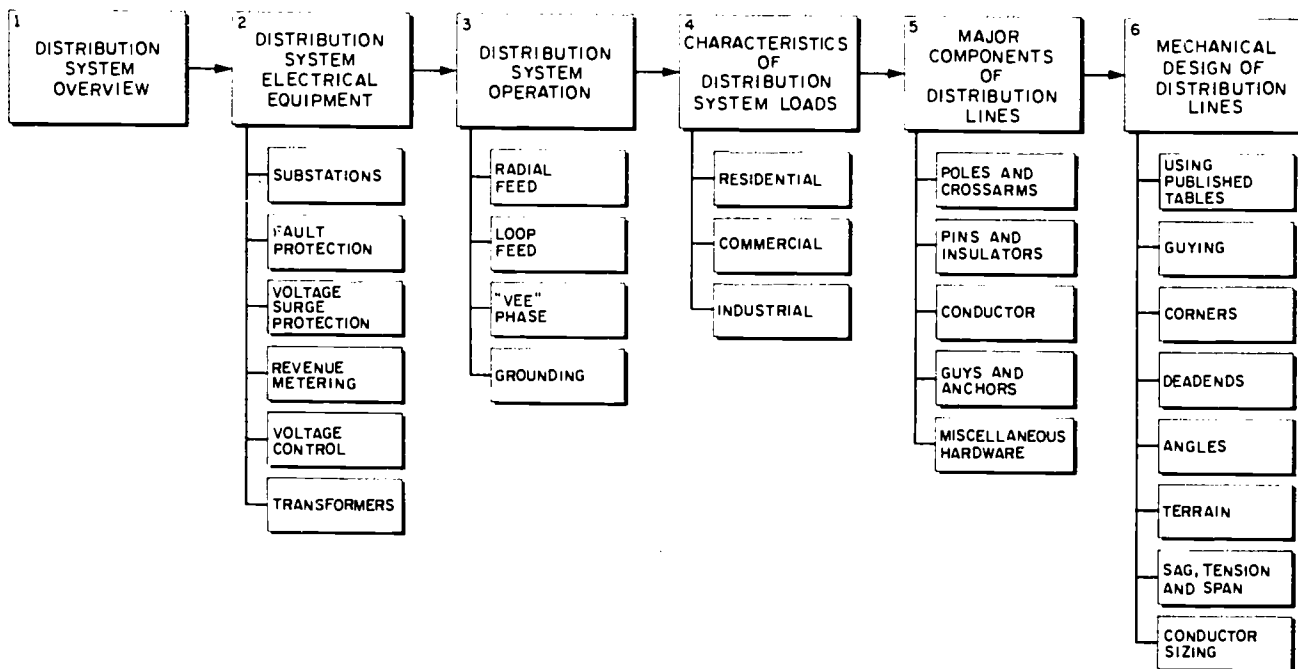 1
DISTRIBUTION
SYSTEM
OVERVIEW
2
DISTRIBUTION
SYSTEM
ELECTRICAL
EQUIPMENT
SUBSTATIONS
FAULT
PROTECTION
VOLTAGE
SURGE
PROTECTION
REVENUE
METERING
VOLTAGE
CONTROL
TRANSFORMERS
3
DISTRIBUTION
SYSTEM
OPERATION
RADIAL
FEED
LOOP
FEED
"VEE"
PHASE
GROUNDING
4
CHARACTERISTICS
OF
DISTRIBUTION
SYSTEM LOADS
RESIDENTIAL
COMMERCIAL
INDUSTRIAL
5
MAJOR
COMPONENTS
OF
DISTRIBUTION
LINES
POLES AND
CROSSARMS
PINS AND
INSULATORS
CONDUCTOR
GUYS AND
ANCHORS
MISCELLANEOUS
HARDWARE
6
MECHANICAL
DESIGN OF
DISTRIBUTION
LINES
USING
PUBLISHED
TABLES
GUYING
CORNERS
DEADENDS
ANGLES
TERRAIN
SAG, TENSION
AND SPAN
CONDUCTOR
SIZING